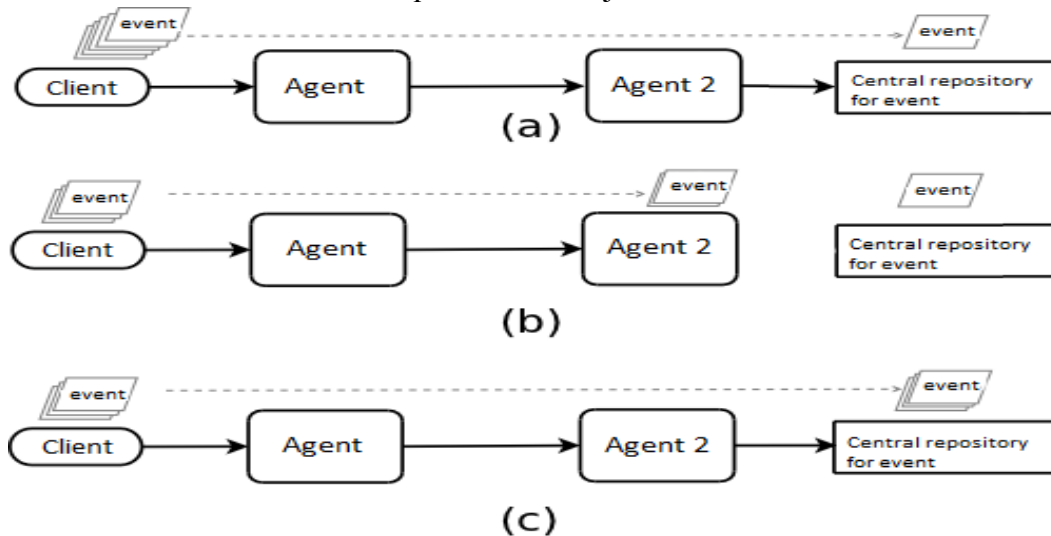 event
event
Client
Agent
Agent 2
Central repository
for event
(a)
event
event
event
Client
Agent
Agent 2
Central repository
for event
(b)
event
event
Client
Agent
Agent 2
Central repository
for event
(c)